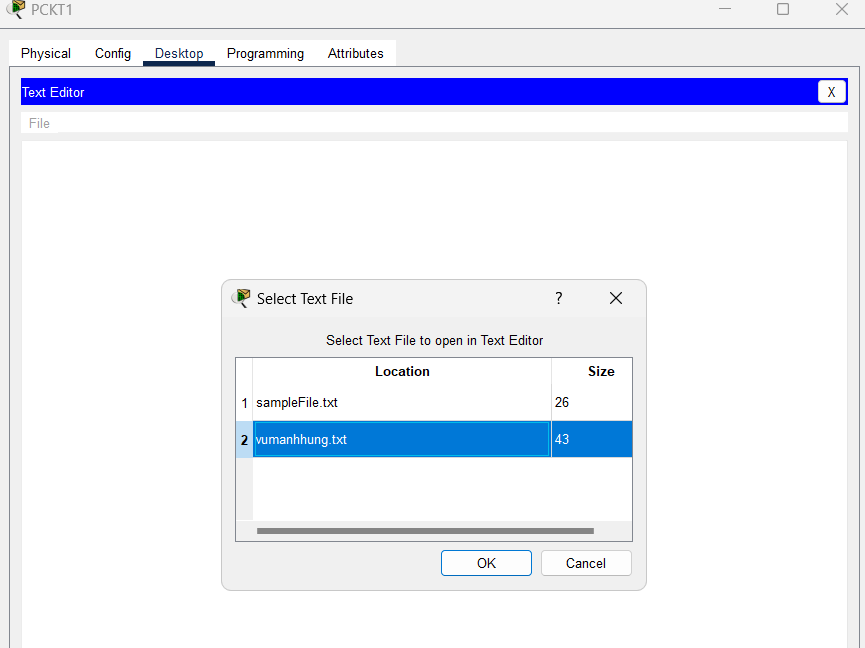 PCKT1
Physical Config Desktop Programming Attributes
Text Editor X
File
Select Text File ?
Select Text File to open in Text Editor
Location Size
1 sampleFile.txt 26
2 vumanhhung.txt 43
OK Cancel